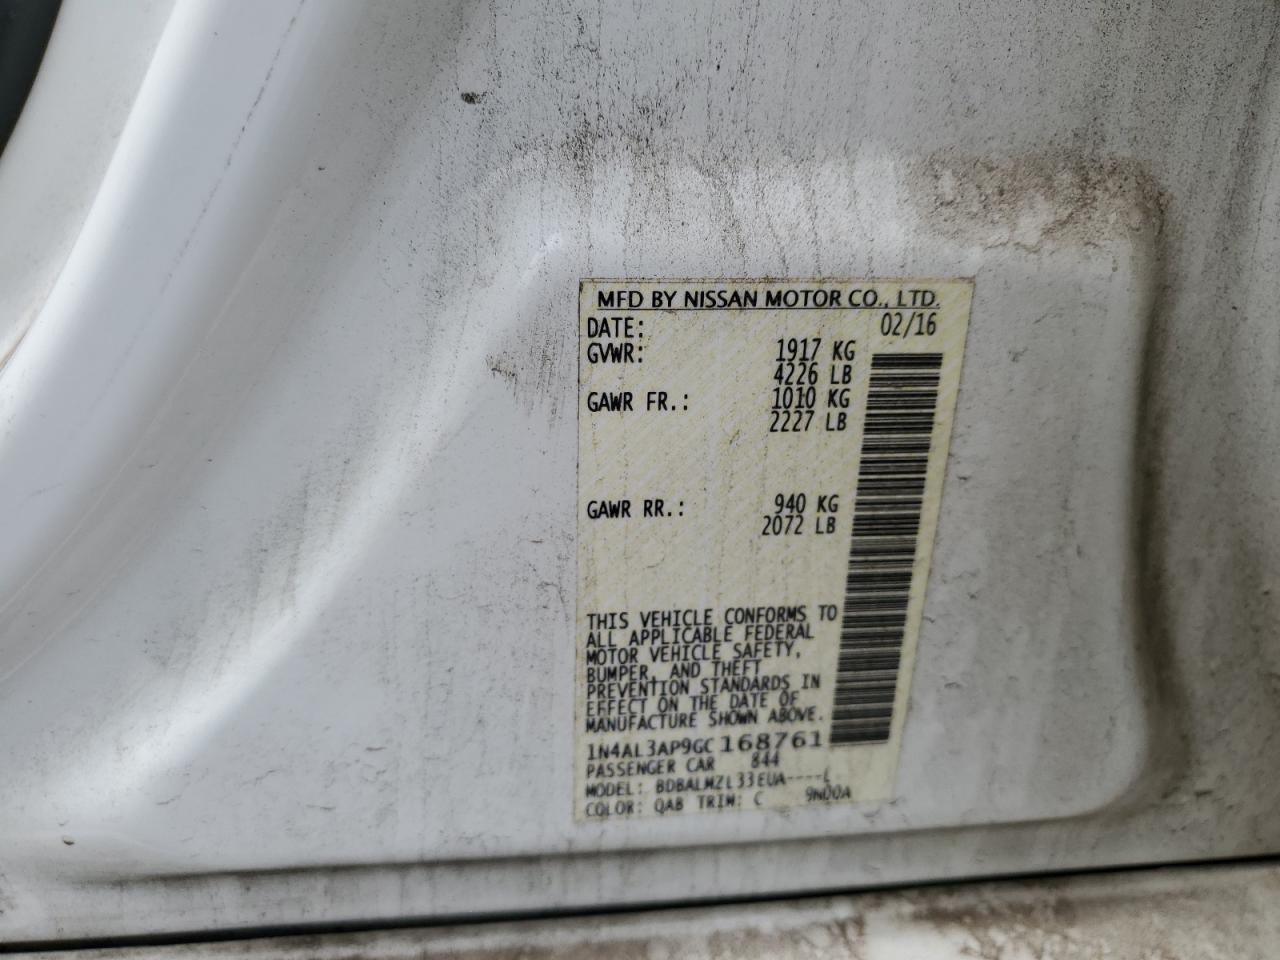 MFD BY NISSAN MOTOR CO., LTD.
DATE: 02/16
GVWR: 1917 KG
4226 LB
GAWR FR.: 1010 KG
2227 LB
GAWR RR.: 940 KG
2072 LB
THIS VEHICLE CONFORMS TO
ALL APPLICABLE FEDERAL
MOTOR VEHICLE SAFETY,
BUMPER, AND THEFT
PREVENTION STANDARDS IN
EFFECT ON THE DATE OF
MANUFACTURE SHOWN ABOVE.
1N4AL3AP9GC168761
PASSENGER CAR 844
MODEL: BDBALMZL33EUA----L
COLOR: QAB TRIM: C 9N00A